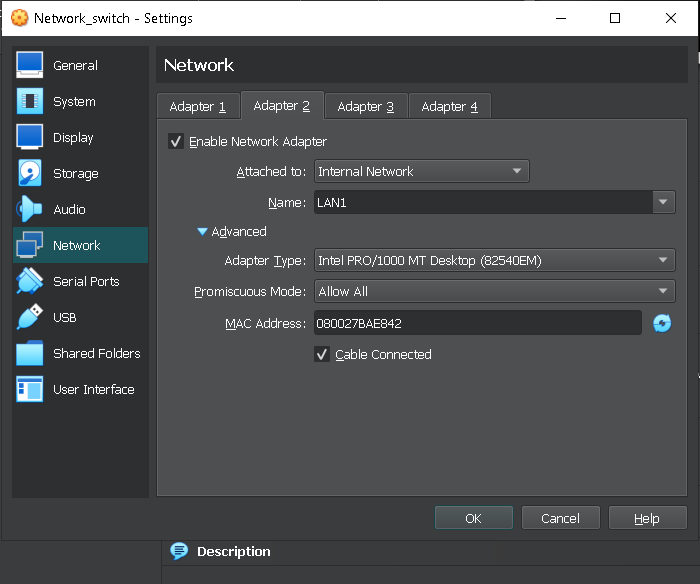 Network_switch - Settings
General
System
Display
Storage
Audio
Network
Serial Ports
USB
Shared Folders
User Interface
Network
Adapter 1 Adapter 2 Adapter 3 Adapter 4
Enable Network Adapter
Attached to: Internal Network
Name: LAN1
Advanced
Adapter Type: Intel PRO/1000 MT Desktop (82540EM)
Promiscuous Mode: Allow All
MAC Address: 080027BAE842
Cable Connected
OK Cancel Help
Description